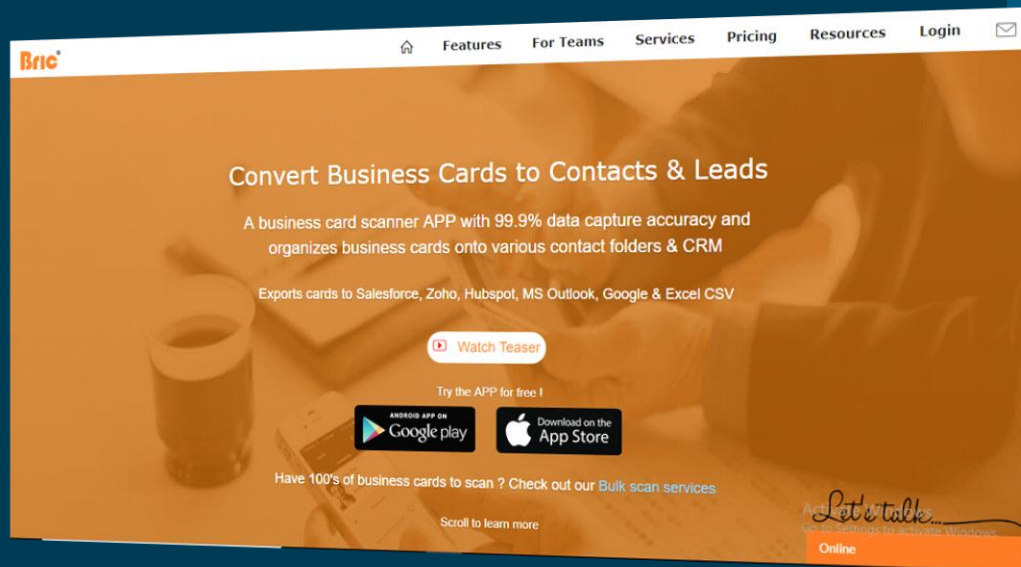 Bric
Features For Teams Services Pricing Resources Login
Convert Business Cards to Contacts & Leads
A business card scanner APP with 99.9% data capture accuracy and
organizes business cards onto various contact folders & CRM
Exports cards to Salesforce, Zoho, Hubspot, MS Outlook, Google & Excel CSV
Watch Teaser
Try the APP for free !
ANDROID APP ON
Google play
Download on the
App Store
Have 100's of business cards to scan ? Check out our Bulk scan services
Scroll to learn more
Let's talk...
Activate Windows
Go to Settings to activate Windows.
Online